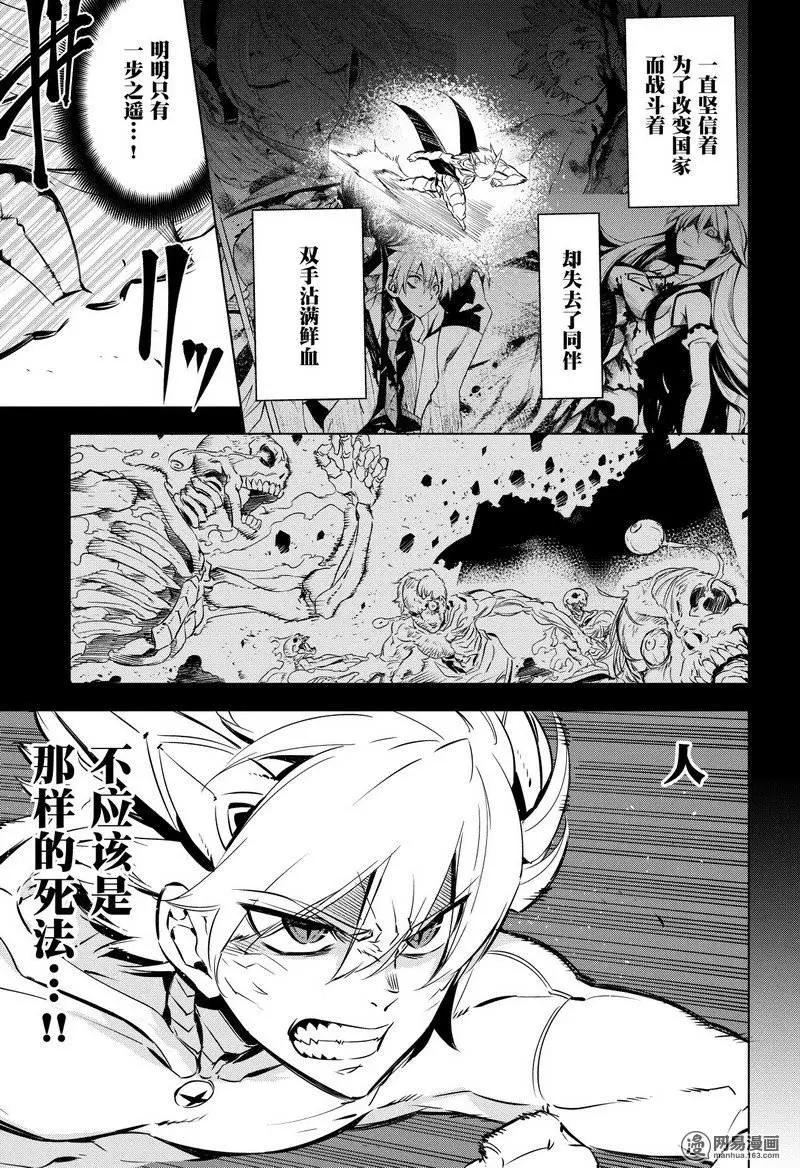 一直坚信着
为了改变国家
而战斗着
却失去了同伴
双手沾满鲜血
明明只有
一步之遥…!
人
不应该是
那样的死法…!!
网易漫画
manhua.163.com